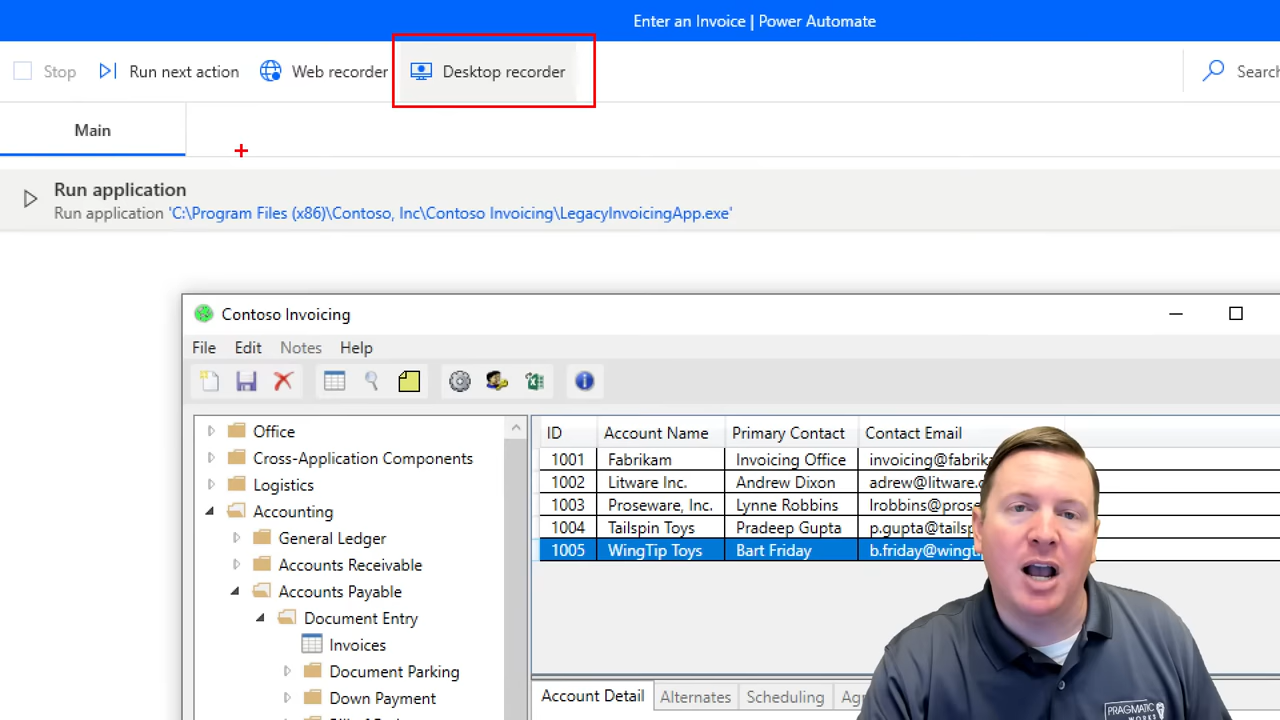 Enter an Invoice | Power Automate
Stop Run next action Web recorder Desktop recorder
Main
Run application
Run application 'C:\Program Files (x86)\Contoso, Inc\Contoso Invoicing\LegacyInvoicingApp.exe'
Contoso Invoicing
File Edit Notes Help
Office
Cross-Application Components
Logistics
Accounting
General Ledger
Accounts Receivable
Accounts Payable
Document Entry
Invoices
Document Parking
Down Payment
ID Account Name Primary Contact Contact Email
1001 Fabrikam Invoicing Office
1002 Litware Inc. Andrew Dixon
1003 Proseware, Inc. Lynne Robbins
1004 Tailspin Toys Pradeep Gupta
1005 WingTip Toys Bart Friday
Account Detail Alternates Scheduling
PRAGMATIC